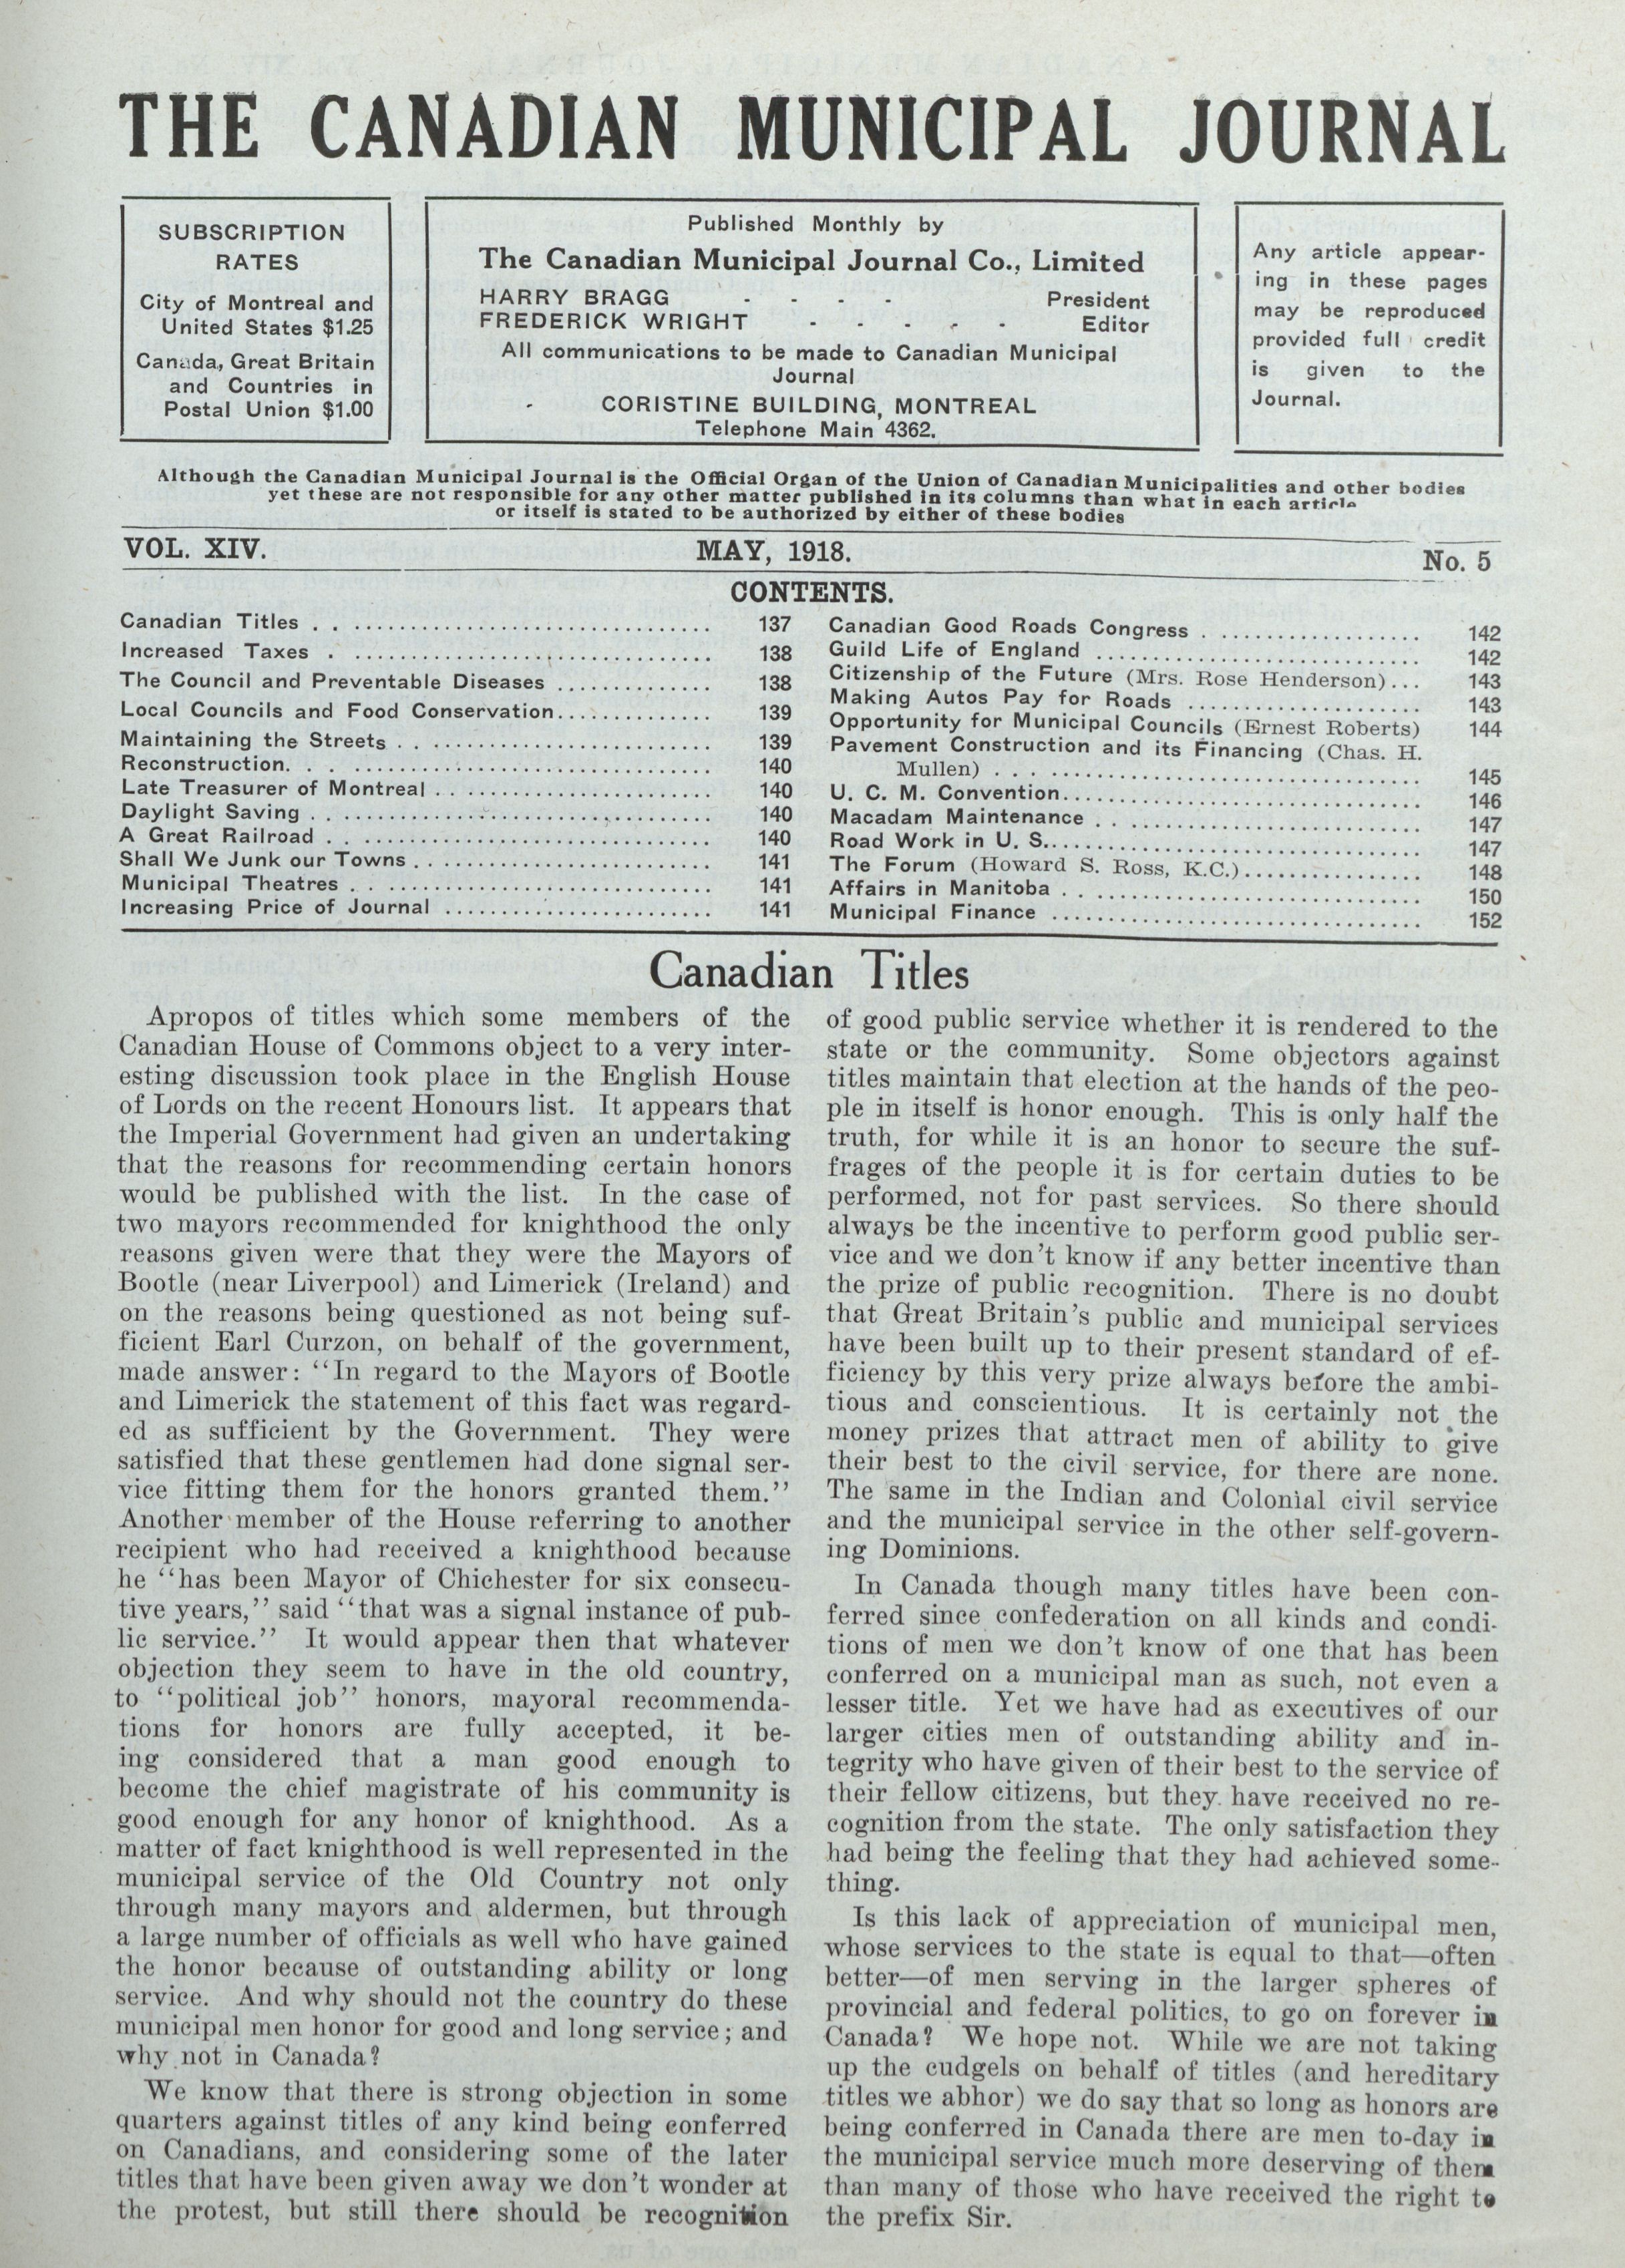 THE CANADIAN MUNICIPAL JOURNAL
SUBSCRIPTION
RATES
City of Montreal and
United States $1.25
Canada, Great Britain
and Countries in
Postal Union $1.00
Published Monthly by
The Canadian Municipal Journal Co., Limited
HARRY BRAGG - - - - President
FREDERICK WRIGHT - - - - - Editor
All communications to be made to Canadian Municipal
Journal
CORISTINE BUILDING, MONTREAL
Telephone Main 4362.
Any article appear-
ing in these pages
may be reproduced
provided full credit
is given to the
Journal.
Although the Canadian Municipal Journal is the Official Organ of the Union of Canadian Municipalities and other bodies
yet these are not responsible for any other matter published in its columns than what in each article
or itself is stated to be authorized by either of these bodies
VOL. XIV. MAY, 1918. No. 5
CONTENTS.
Canadian Titles . . ................................ 137
Increased Taxes . ................................ 138
The Council and Preventable Diseases .............. 138
Local Councils and Food Conservation.............. 139
Maintaining the Streets . . ......................... 139
Reconstruction. . . ................................ 140
Late Treasurer of Montreal . . ...................... 140
Daylight Saving . . ................................ 140
A Great Railroad . . ............................... 140
Shall We Junk our Towns . . ........................ 141
Municipal Theatres . . ............................. 141
Increasing Price of Journal ........................ 141
Canadian Good Roads Congress . .................. 142
Guild Life of England ............................. 142
Citizenship of the Future (Mrs. Rose Henderson)... 143
Making Autos Pay for Roads ..................... 143
Opportunity for Municipal Councils (Ernest Roberts) 144
Pavement Construction and its Financing (Chas. H.
Mullen) . . . ................................. 145
U. C. M. Convention................................ 146
Macadam Maintenance . . .......................... 147
Road Work in U. S.................................. 147
The Forum (Howard S. Ross, K.C.)................ 148
Affairs in Manitoba . . ............................. 150
Municipal Finance ................................. 152
Canadian Titles
Apropos of titles which some members of the
Canadian House of Commons object to a very inter-
esting discussion took place in the English House
of Lords on the recent Honours list. It appears that
the Imperial Government had given an undertaking
that the reasons for recommending certain honors
would be published with the list. In the case of
two mayors recommended for knighthood the only
reasons given were that they were the Mayors of
Bootle (near Liverpool) and Limerick (Ireland) and
on the reasons being questioned as not being suf-
ficient Earl Curzon, on behalf of the government,
made answer: "In regard to the Mayors of Bootle
and Limerick the statement of this fact was regard-
ed as sufficient by the Government. They were
satisfied that these gentlemen had done signal ser-
vice fitting them for the honors granted them."
Another member of the House referring to another
recipient who had received a knighthood because
he "has been Mayor of Chichester for six consecu-
tive years," said "that was a signal instance of pub-
lic service." It would appear then that whatever
objection they seem to have in the old country,
to "political job" honors, mayoral recommenda-
tions for honors are fully accepted, it be-
ing considered that a man good enough to
become the chief magistrate of his community is
good enough for any honor of knighthood. As a
matter of fact knighthood is well represented in the
municipal service of the Old Country not only
through many mayors and aldermen, but through
a large number of officials as well who have gained
the honor because of outstanding ability or long
service. And why should not the country do these
municipal men honor for good and long service; and
why not in Canada?
We know that there is strong objection in some
quarters against titles of any kind being conferred
on Canadians, and considering some of the later
titles that have been given away we don't wonder at
the protest, but still there should be recognition
of good public service whether it is rendered to the
state or the community. Some objectors against
titles maintain that election at the hands of the peo-
ple in itself is honor enough. This is only half the
truth, for while it is an honor to secure the suf-
frages of the people it is for certain duties to be
performed, not for past services. So there should
always be the incentive to perform good public ser-
vice and we don't know if any better incentive than
the prize of public recognition. There is no doubt
that Great Britain's public and municipal services
have been built up to their present standard of ef-
ficiency by this very prize always before the ambi-
tious and conscientious. It is certainly not the
money prizes that attract men of ability to give
their best to the civil service, for there are none.
The same in the Indian and Colonial civil service
and the municipal service in the other self-govern-
ing Dominions.
In Canada though many titles have been con-
ferred since confederation on all kinds and condi-
tions of men we don't know of one that has been
conferred on a municipal man as such, not even a
lesser title. Yet we have had as executives of our
larger cities men of outstanding ability and in-
tegrity who have given of their best to the service of
their fellow citizens, but they have received no re-
cognition from the state. The only satisfaction they
had being the feeling that they had achieved some-
thing.
Is this lack of appreciation of municipal men,
whose services to the state is equal to that—often
better—of men serving in the larger spheres of
provincial and federal politics, to go on forever in
Canada? We hope not. While we are not taking
up the cudgels on behalf of titles (and hereditary
titles we abhor) we do say that so long as honors are
being conferred in Canada there are men to-day in
the municipal service much more deserving of them
than many of those who have received the right to
the prefix Sir.